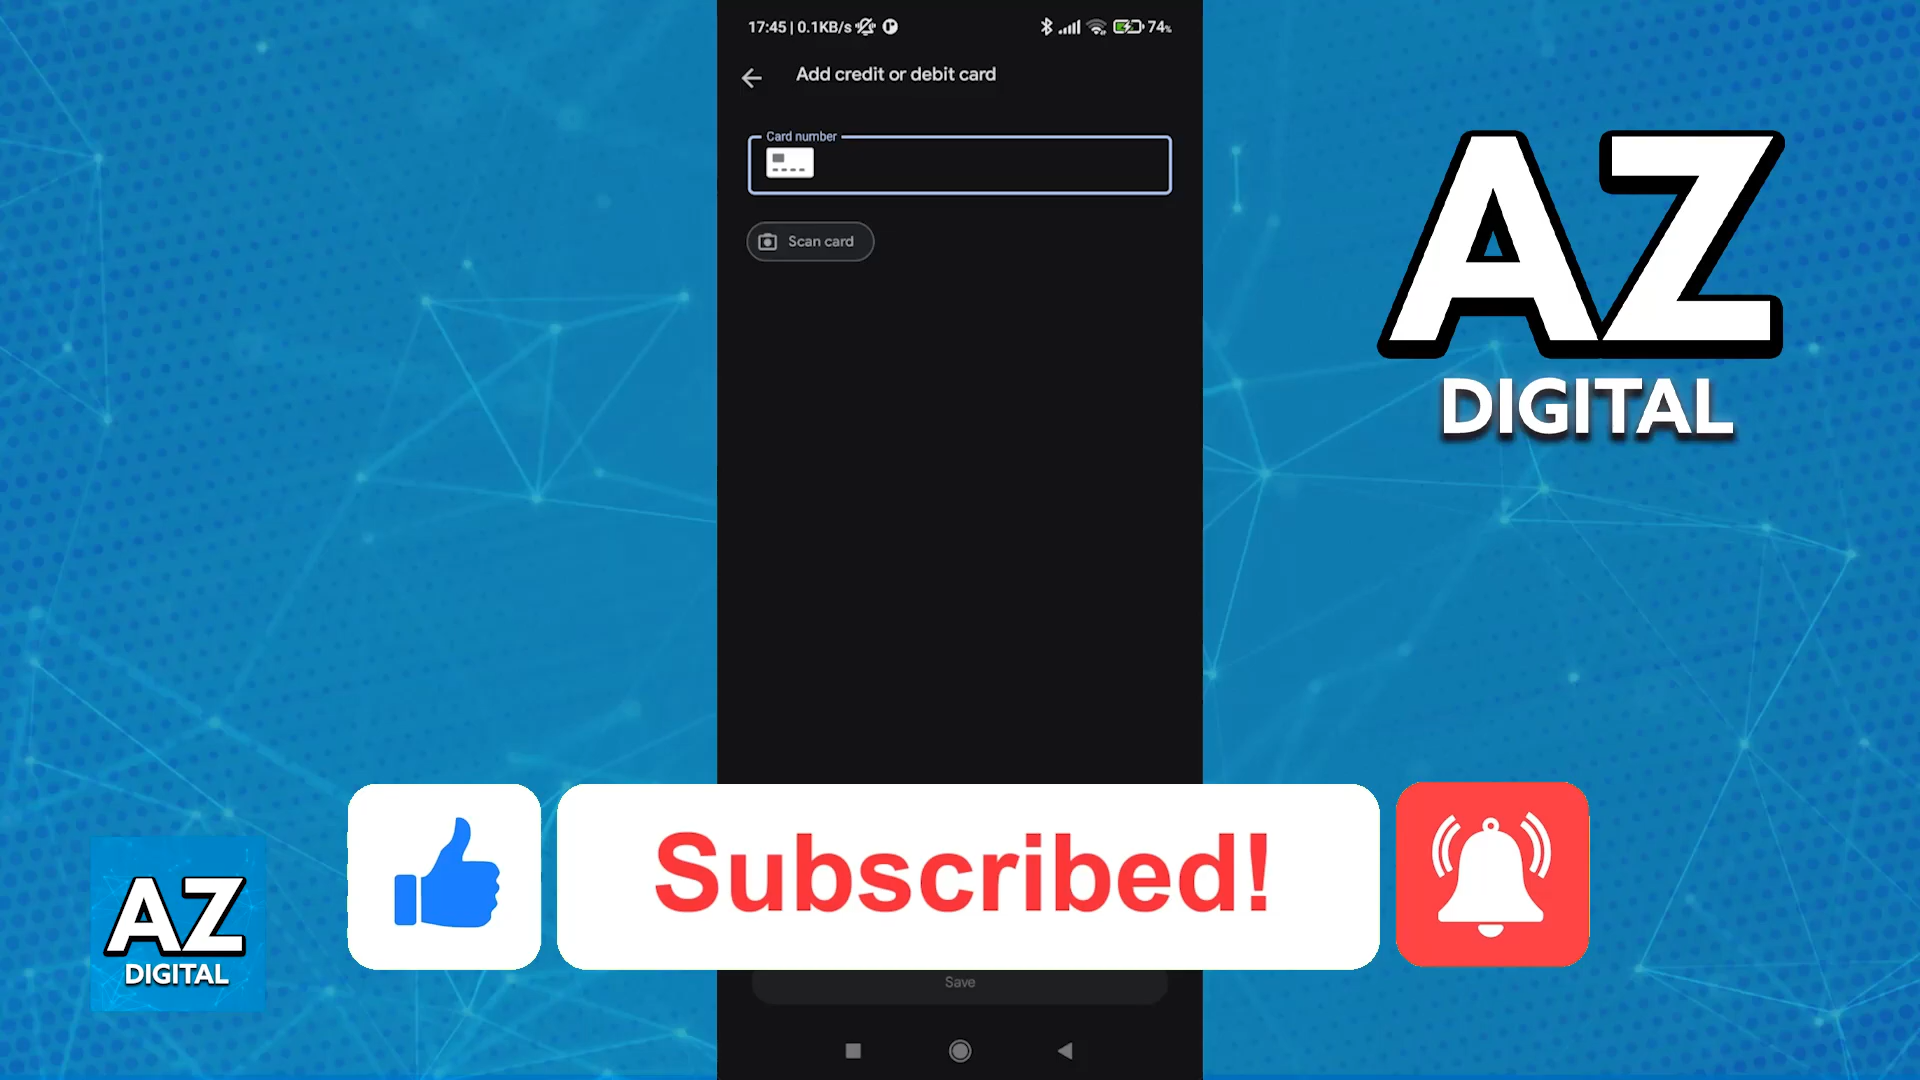 17:45 | 0.1KB/s
74%
Add credit or debit card
Card number
Scan card
AZ
DIGITAL
Subscribed!
AZ
DIGITAL
Save